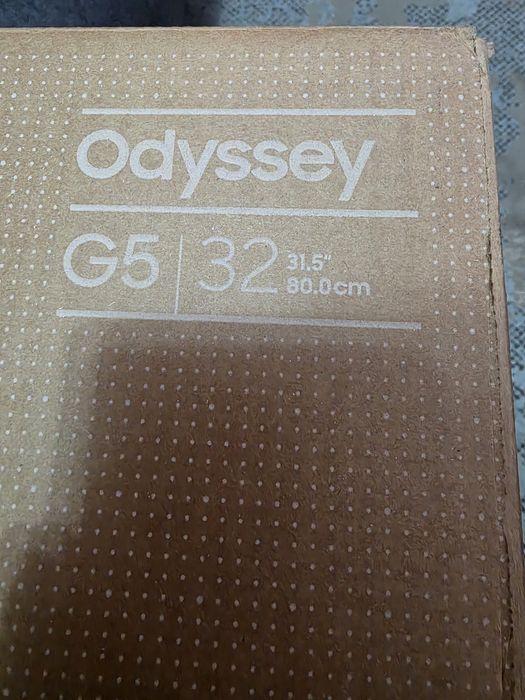 Odyssey
G5 | 32 31.5"
80.0cm